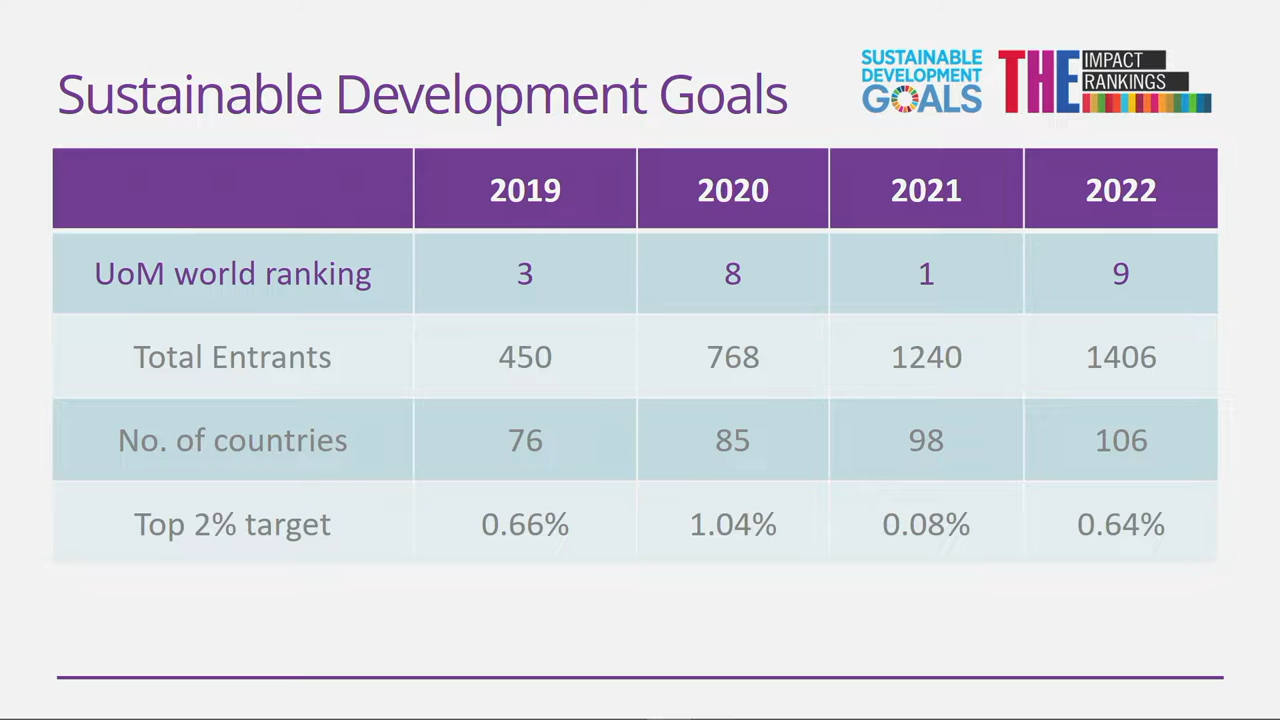 Sustainable Development Goals
SUSTAINABLE
DEVELOPMENT
GOALS
THE
IMPACT
RANKINGS
2019 2020 2021 2022
UoM world ranking 3 8 1 9
Total Entrants 450 768 1240 1406
No. of countries 76 85 98 106
Top 2% target 0.66% 1.04% 0.08% 0.64%